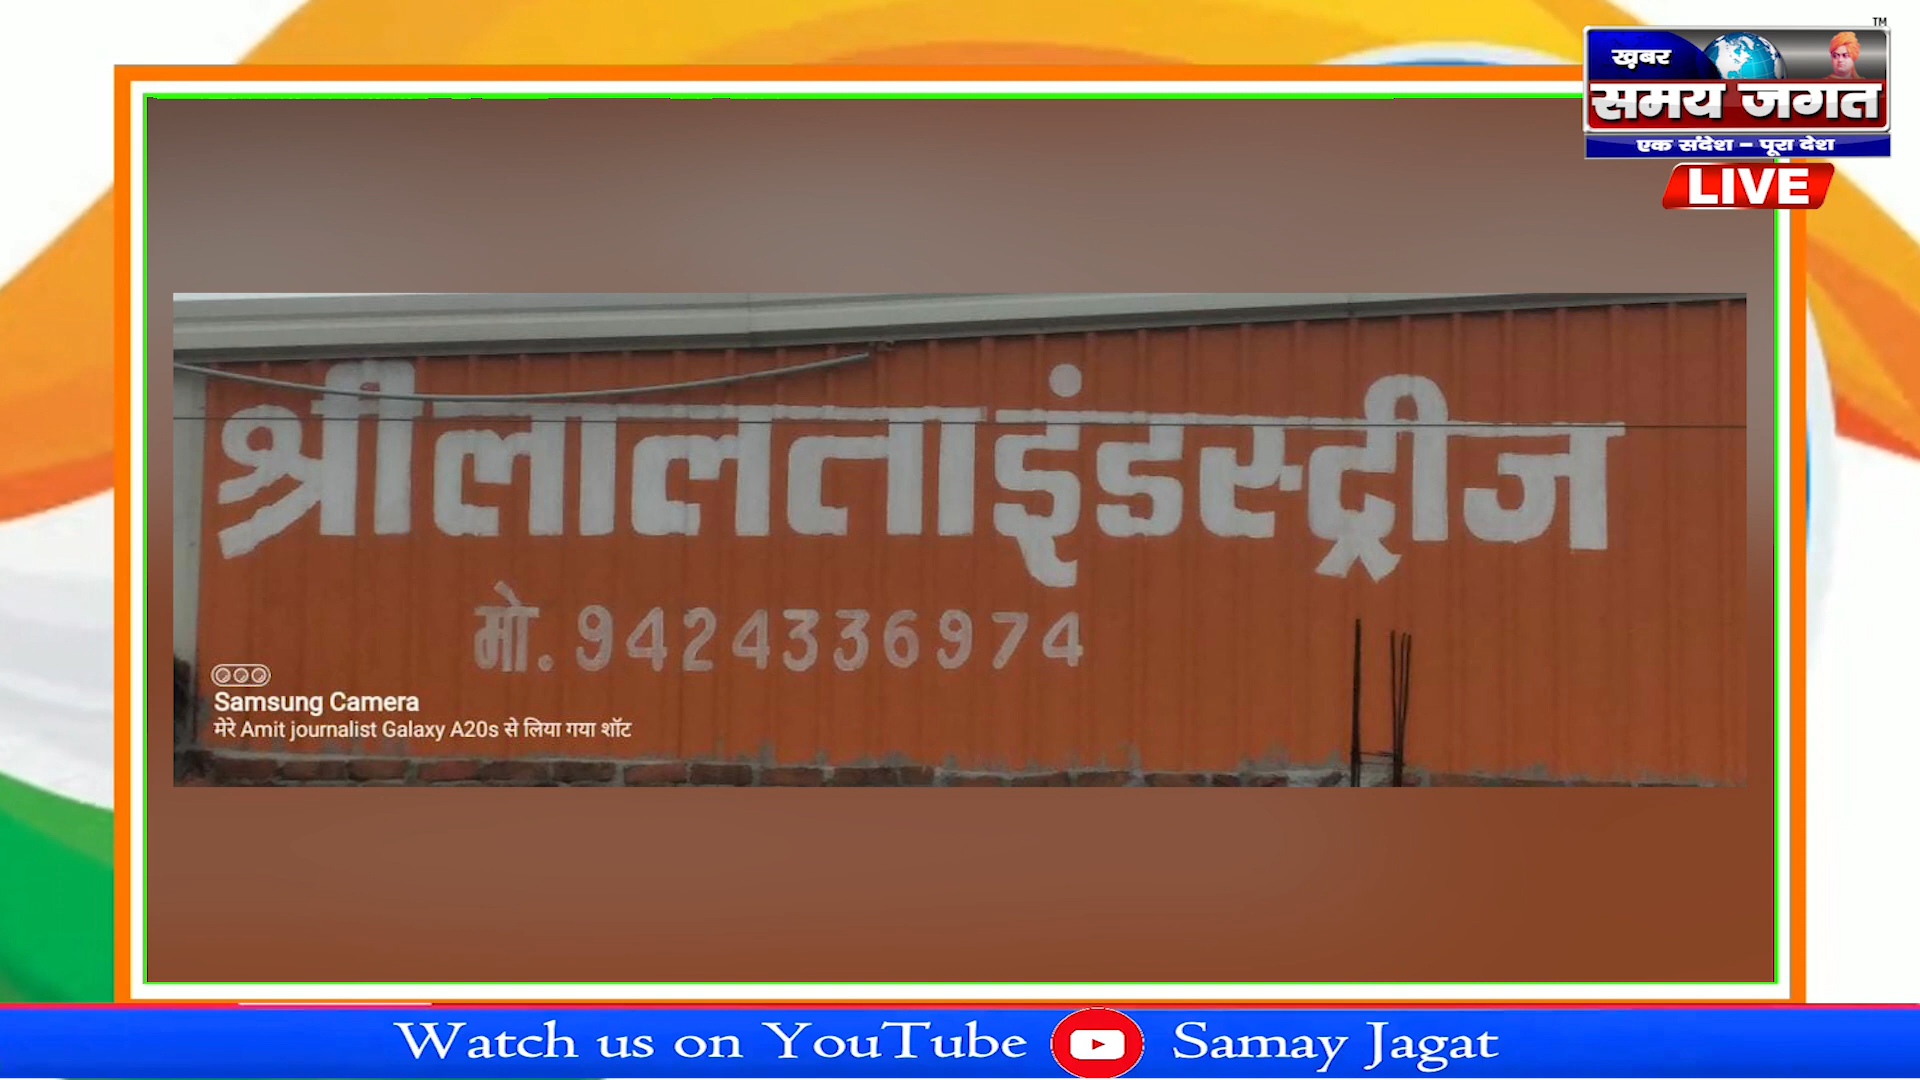 TM
ख़बर
समय जगत
एक संदेश - पूरा देश
LIVE
श्री लालता इंडस्ट्रीज
मो. 9424336974
Samsung Camera
मेरे Amit journalist Galaxy A20s से लिया गया शॉट
Watch us on YouTube Samay Jagat